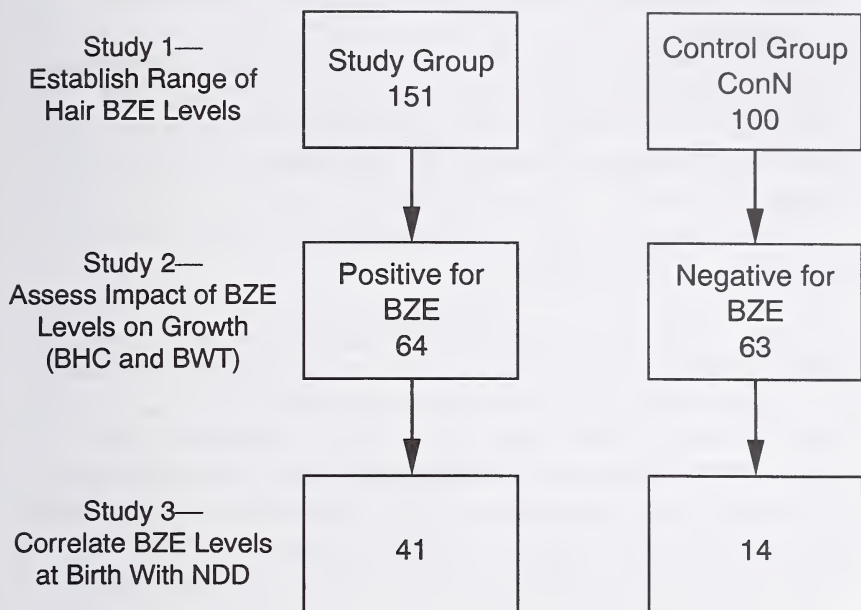 Study 1—
Establish Range of
Hair BZE Levels
Study Group
151
Control Group
ConN
100
Study 2—
Assess Impact of BZE
Levels on Growth
(BHC and BWT)
Positive for
BZE
64
Negative for
BZE
63
Study 3—
Correlate BZE Levels
at Birth With NDD
41
14